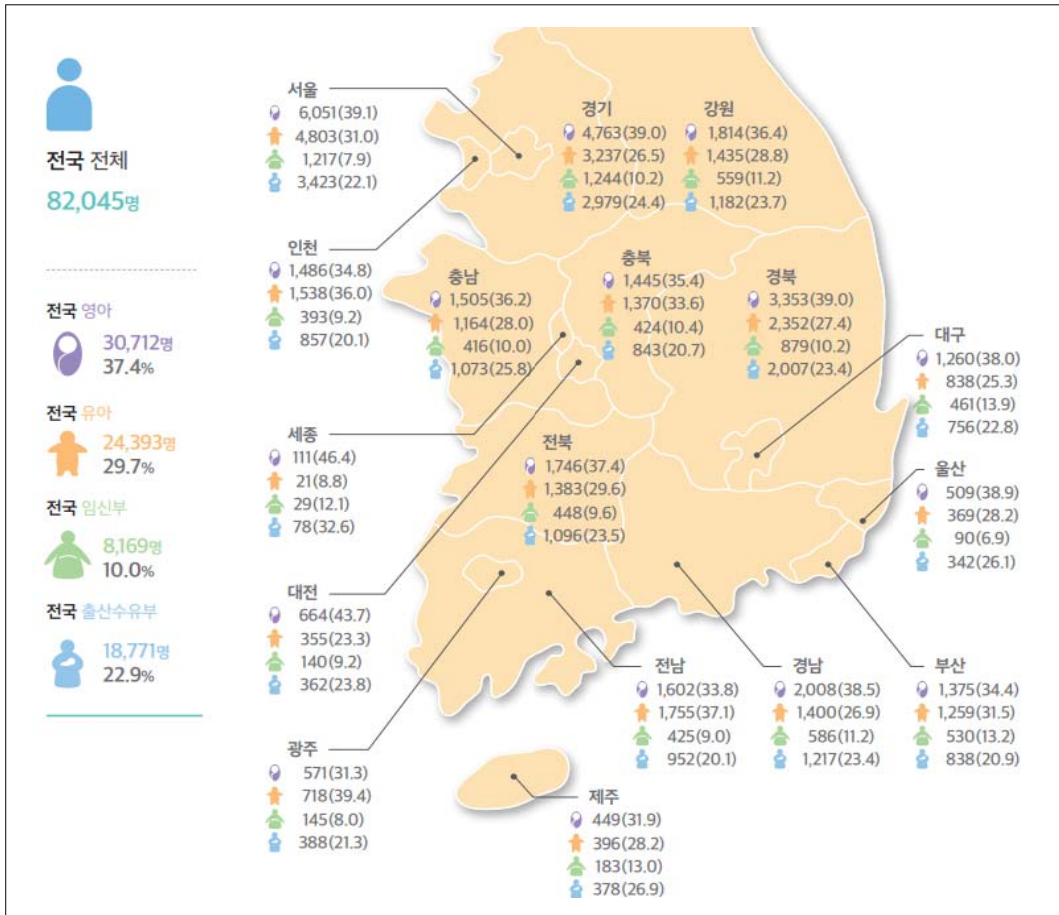 전국 전체
82,045명
전국 영아
30,712명
37.4%
전국 유아
24,393명
29.7%
전국 임신부
8,169명
10.0%
전국 출산수유부
18,771명
22.9%
서울
6,051(39.1)
4,803(31.0)
1,217(7.9)
3,423(22.1)
경기
4,763(39.0)
3,237(26.5)
1,244(10.2)
2,979(24.4)
강원
1,814(36.4)
1,435(28.8)
559(11.2)
1,182(23.7)
인천
1,486(34.8)
1,538(36.0)
393(9.2)
857(20.1)
충남
1,505(36.2)
1,164(28.0)
416(10.0)
1,073(25.8)
충북
1,445(35.4)
1,370(33.6)
424(10.4)
843(20.7)
경북
3,353(39.0)
2,352(27.4)
879(10.2)
2,007(23.4)
대구
1,260(38.0)
838(25.3)
461(13.9)
756(22.8)
세종
111(46.4)
21(8.8)
29(12.1)
78(32.6)
전북
1,746(37.4)
1,383(29.6)
448(9.6)
1,096(23.5)
울산
509(38.9)
369(28.2)
90(6.9)
342(26.1)
대전
664(43.7)
355(23.3)
140(9.2)
362(23.8)
전남
1,602(33.8)
1,755(37.1)
425(9.0)
952(20.1)
경남
2,008(38.5)
1,400(26.9)
586(11.2)
1,217(23.4)
부산
1,375(34.4)
1,259(31.5)
530(13.2)
838(20.9)
광주
571(31.3)
718(39.4)
145(8.0)
388(21.3)
제주
449(31.9)
396(28.2)
183(13.0)
378(26.9)